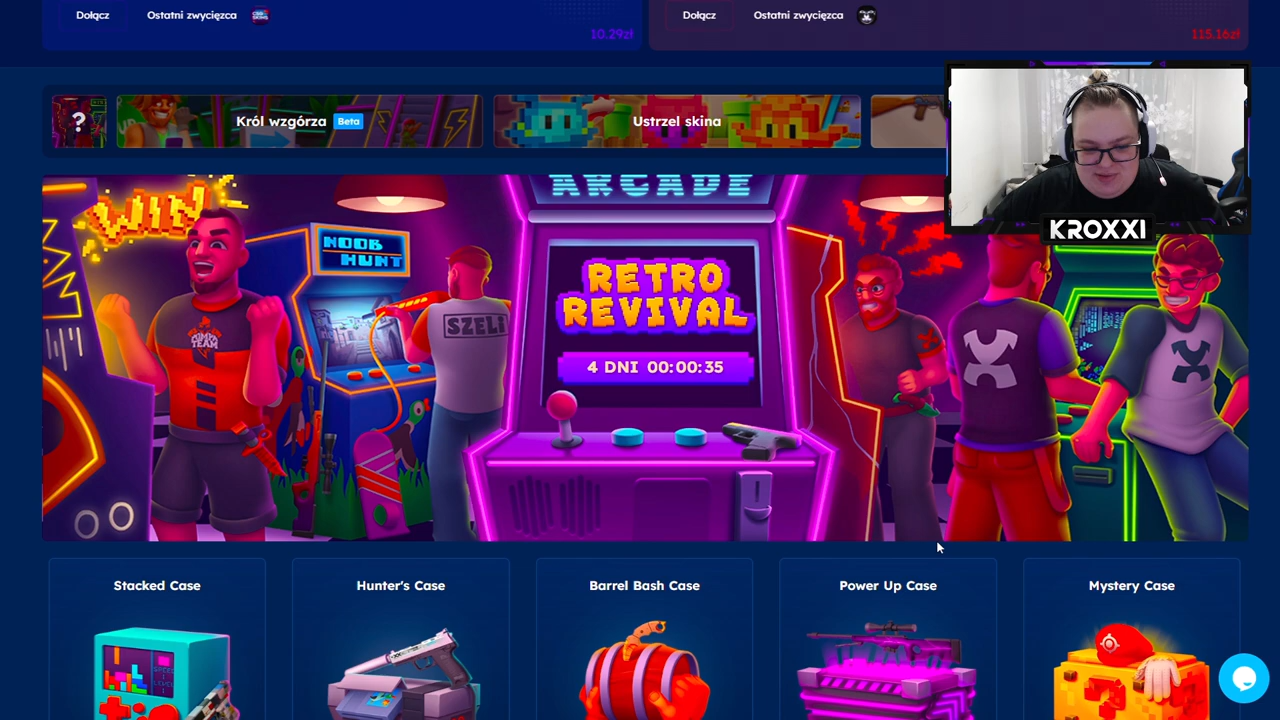 Dołącz
Ostatni zwycięzca
10.29zł
Dołącz
Ostatni zwycięzca
115.16zł
?
Król wzgórza Beta
Ustrzel skina
KROXXI
WIN
NOOB
HUNT
SZELI
ARCADE
RETRO
REVIVAL
4 DNI 00:00:35
Stacked Case
Hunter's Case
Barrel Bash Case
Power Up Case
Mystery Case